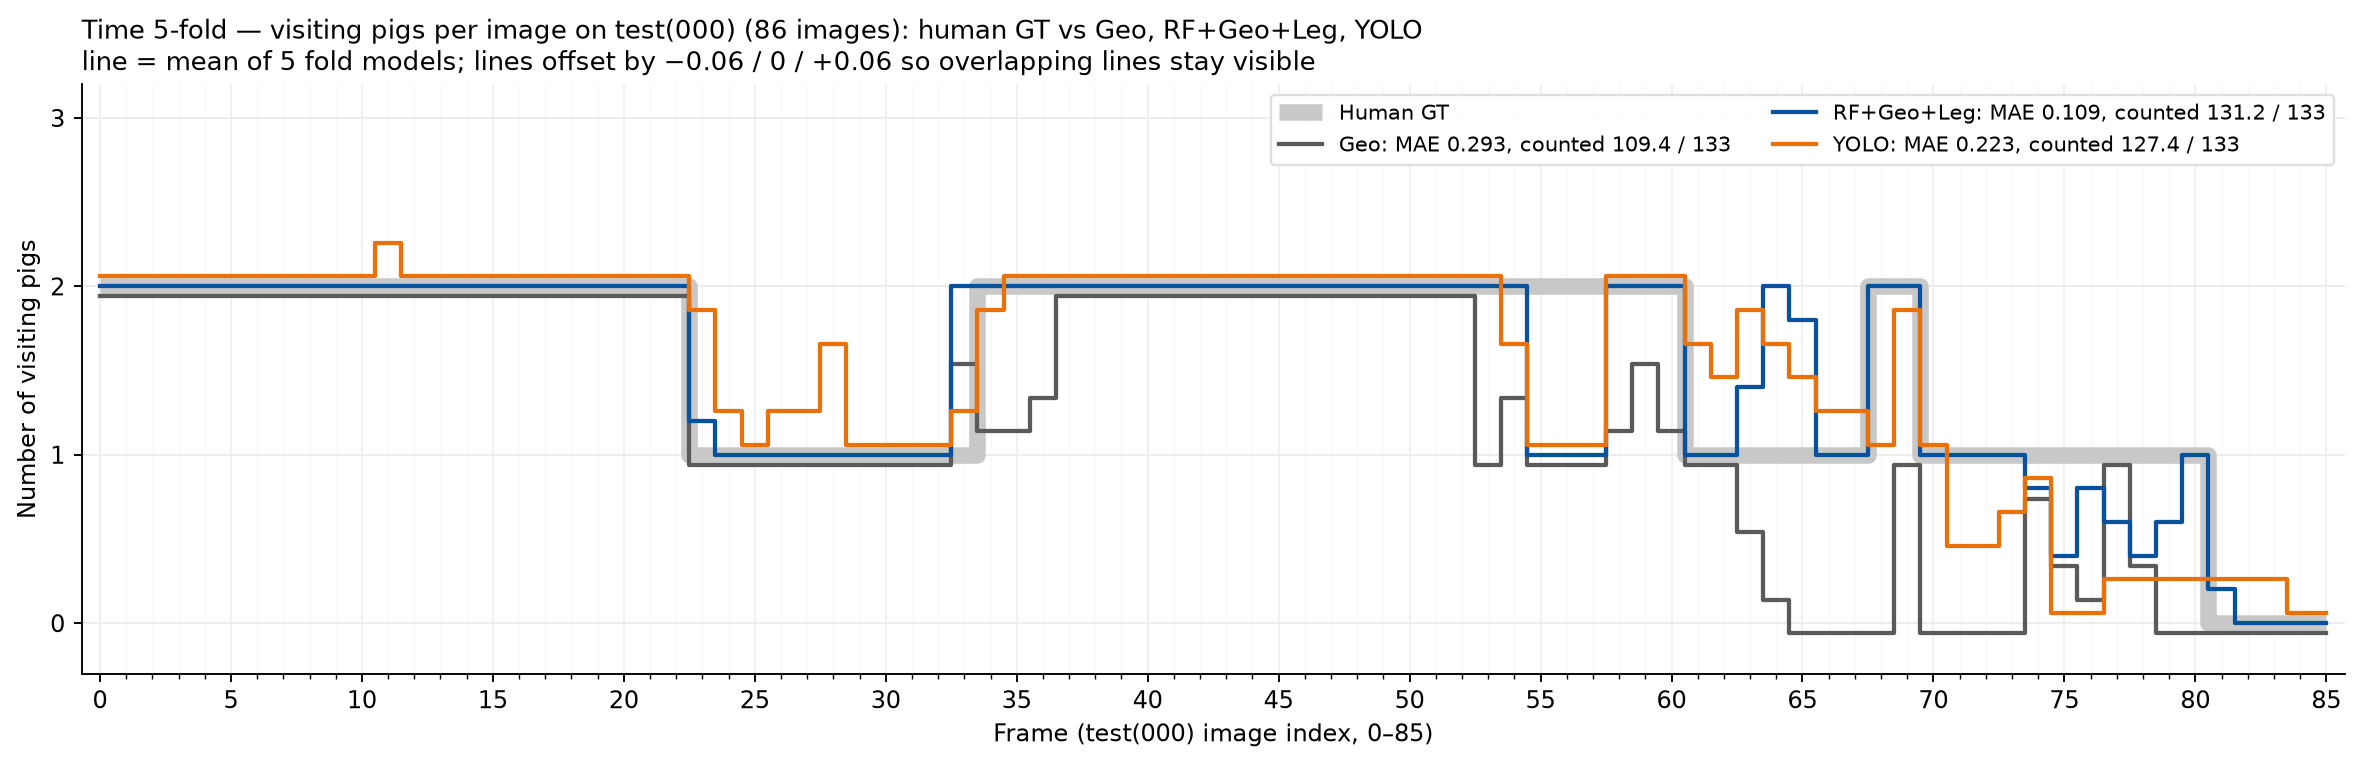 Time 5-fold — visiting pigs per image on test(000) (86 images): human GT vs Geo, RF+Geo+Leg, YOLO
line = mean of 5 fold models; lines offset by −0.06 / 0 / +0.06 so overlapping lines stay visible
Human GT
Geo: MAE 0.293, counted 109.4 / 133
RF+Geo+Leg: MAE 0.109, counted 131.2 / 133
YOLO: MAE 0.223, counted 127.4 / 133
Number of visiting pigs
3
2
1
0
0 5 10 15 20 25 30 35 40 45 50 55 60 65 70 75 80 85
Frame (test(000) image index, 0–85)